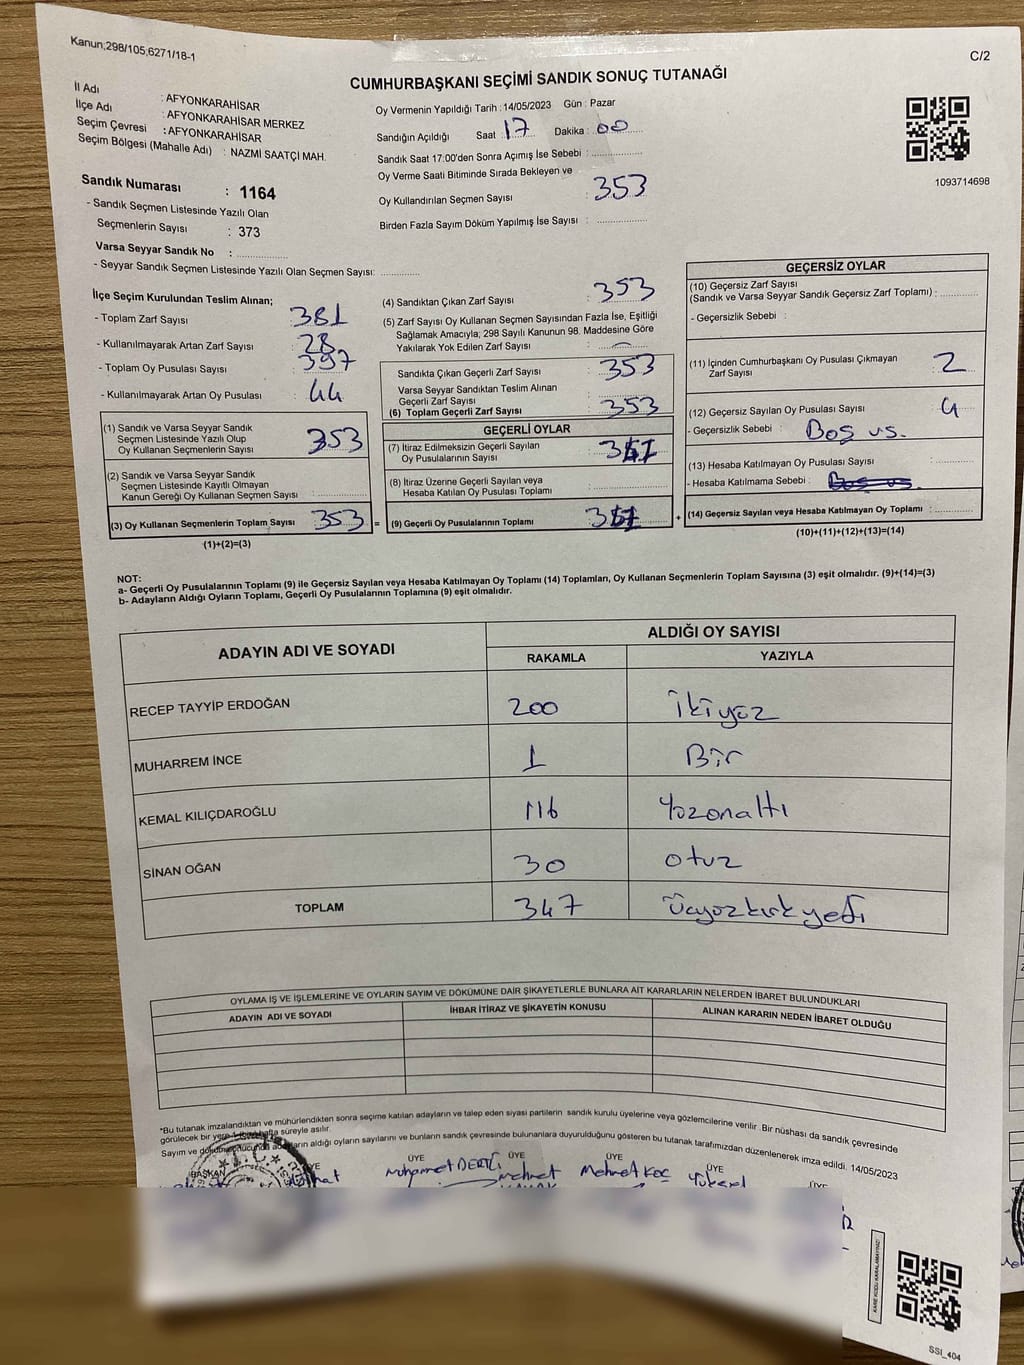 Kanun;298/105;6271/18-1
C/2
CUMHURBAŞKANI SEÇİMİ SANDIK SONUÇ TUTANAĞI
İl Adı : AFYONKARAHİSAR
İlçe Adı : AFYONKARAHİSAR MERKEZ
Seçim Çevresi : AFYONKARAHİSAR
Seçim Bölgesi (Mahalle Adı) : NAZMİ SAATÇİ MAH.
Sandık Numarası : 1164
- Sandık Seçmen Listesinde Yazılı Olan
Seçmenlerin Sayısı : 373
Varsa Seyyar Sandık No :
- Seyyar Sandık Seçmen Listesinde Yazılı Olan Seçmen Sayısı:
Oy Vermenin Yapıldığı Tarih : 14/05/2023 Gün : Pazar
Sandığın Açıldığı Saat : 17 Dakika : 00
Sandık Saat 17:00'den Sonra Açımış İse Sebebi :
Oy Verme Saati Bitiminde Sırada Bekleyen ve
Oy Kullandırılan Seçmen Sayısı : 353
Birden Fazla Sayım Döküm Yapılmış İse Sayısı :
1093714698
İlçe Seçim Kurulundan Teslim Alınan;
- Toplam Zarf Sayısı : 381
- Kullanılmayarak Artan Zarf Sayısı : 28
- Toplam Oy Pusulası Sayısı : 397
- Kullanılmayarak Artan Oy Pusulası : 44
(1) Sandık ve Varsa Seyyar Sandık
Seçmen Listesinde Yazılı Olup
Oy Kullanan Seçmenlerin Sayısı : 353
(2) Sandık ve Varsa Seyyar Sandık
Seçmen Listesinde Kayıtlı Olmayan
Kanun Gereği Oy Kullanan Seçmen Sayısı :
(3) Oy Kullanan Seçmenlerin Toplam Sayısı : 353 =
(1)+(2)=(3)
(4) Sandıktan Çıkan Zarf Sayısı : 353
(5) Zarf Sayısı Oy Kullanan Seçmen Sayısından Fazla İse, Eşitliği
Sağlamak Amacıyla; 298 Sayılı Kanunun 98. Maddesine Göre
Yakılarak Yok Edilen Zarf Sayısı : –
Sandıkta Çıkan Geçerli Zarf Sayısı : 353
Varsa Seyyar Sandıktan Teslim Alınan
Geçerli Zarf Sayısı :
(6) Toplam Geçerli Zarf Sayısı : 353
GEÇERLİ OYLAR
(7) İtiraz Edilmeksizin Geçerli Sayılan
Oy Pusulalarının Sayısı :
(8) İtiraz Üzerine Geçerli Sayılan veya
Hesaba Katılan Oy Pusulası Toplamı :
(9) Geçerli Oy Pusulalarının Toplamı : +
GEÇERSİZ OYLAR
(10) Geçersiz Zarf Sayısı
(Sandık ve Varsa Seyyar Sandık Geçersiz Zarf Toplamı) :
- Geçersizlik Sebebi :
(11) İçinden Cumhurbaşkanı Oy Pusulası Çıkmayan
Zarf Sayısı : 2
(12) Geçersiz Sayılan Oy Pusulası Sayısı : 4
- Geçersizlik Sebebi : Boş vs.
(13) Hesaba Katılmayan Oy Pusulası Sayısı :
- Hesaba Katılmama Sebebi : Boş vs
(14) Geçersiz Sayılan veya Hesaba Katılmayan Oy Toplamı :
(10)+(11)+(12)+(13)=(14)
NOT:
a- Geçerli Oy Pusulalarının Toplamı (9) ile Geçersiz Sayılan veya Hesaba Katılmayan Oy Toplamı (14) Toplamları, Oy Kullanan Seçmenlerin Toplam Sayısına (3) eşit olmalıdır. (9)+(14)=(3)
b- Adayların Aldığı Oyların Toplamı, Geçerli Oy Pusulalarının Toplamına (9) eşit olmalıdır.
ADAYIN ADI VE SOYADI ALDIĞI OY SAYISI
RAKAMLA YAZIYLA
RECEP TAYYİP ERDOĞAN 200 İkiyüz
MUHARREM İNCE 1 Bir
KEMAL KILIÇDAROĞLU 116 Yüzonaltı
SİNAN OĞAN 30 otuz
TOPLAM 347 Üçyüzkırkyedi
OYLAMA İŞ VE İŞLEMLERİNE VE OYLARIN SAYIM VE DÖKÜMÜNE DAİR ŞİKAYETLERLE BUNLARA AİT KARARLARIN NELERDEN İBARET BULUNDUKLARI
ADAYIN ADI VE SOYADI İHBAR İTİRAZ VE ŞİKAYETİN KONUSU ALINAN KARARIN NEDEN İBARET OLDUĞU
*Bu tutanak imzalandıktan ve mühürlendikten sonra seçime katılan adayların ve talep eden siyasi partilerin sandık kurulu üyelerine veya gözlemcilerine verilir. Bir nüshası da sandık çevresinde
görülecek bir yere 1 (bir) hafta süreyle asılır.
Sayım ve döküm sonucunda adayların aldığı oyların sayılarını ve bunların sandık çevresinde bulunanlara duyurulduğunu gösteren bu tutanak tarafımızdan düzenlenerek imza edildi. 14/05/2023
BAŞKAN ÜYE ÜYE ÜYE ÜYE ÜYE
muhamet DERTLİ mehmet Mehmet KOÇ Yüksel
KARE KODU KARALAMAYINIZ!
SSI_404